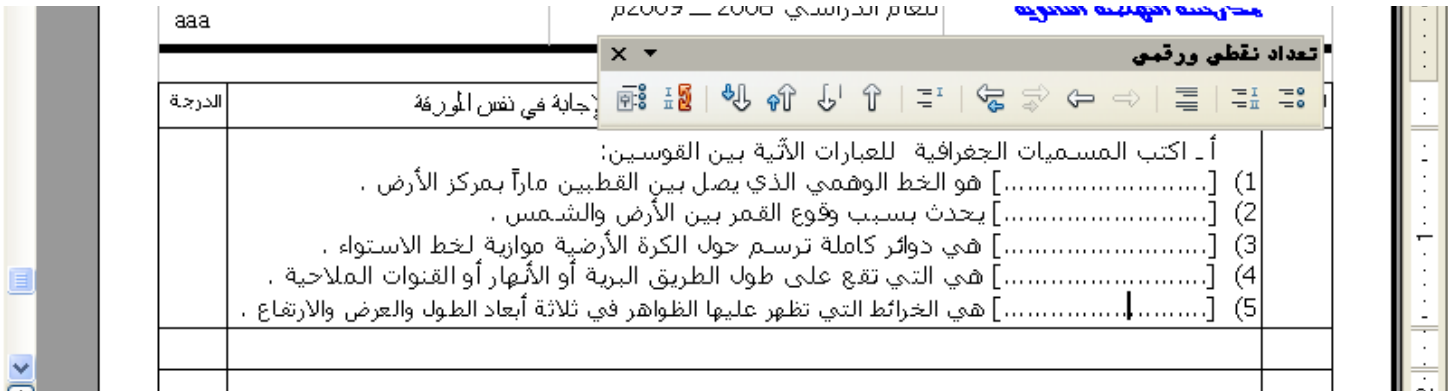 aaa
للعام الدراسي 2008 ــ 2009م
تعداد نقطي ورقمي
الدرجة
إجابة في نفس الورقة
أ ـ اكتب المسميات الجغرافية للعبارات الآتية بين القوسين:
1) [..........................] هو الخط الوهمي الذي يصل بين القطبين ماراً بمركز الأرض .
2) [..........................] يحدث بسبب وقوع القمر بين الأرض والشمس .
3) [..........................] هي دوائر كاملة ترسم حول الكرة الأرضية موازية لخط الاستواء .
4) [..........................] هي التي تقع على طول الطريق البرية أو الأنهار أو القنوات الملاحية .
5) [..........................] هي الخرائط التي تظهر عليها الظواهر في ثلاثة أبعاد الطول والعرض والارتفاع .
1